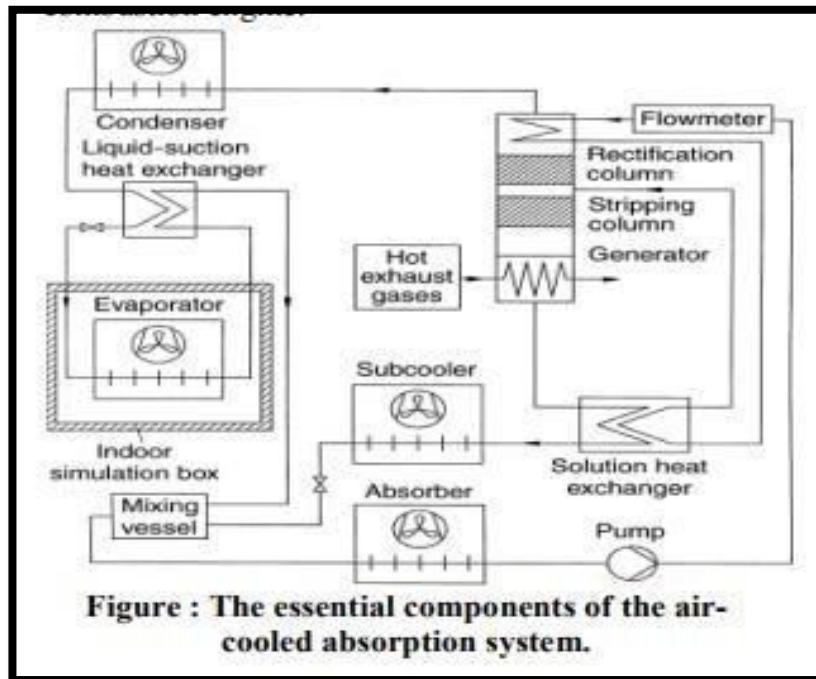 Condenser
Liquid-suction
heat exchanger
Flowmeter
Rectification
column
Stripping
column
Generator
Hot
exhaust
gases
Evaporator
Indoor
simulation box
Subcooler
Solution heat
exchanger
Mixing
vessel
Absorber
Pump
Figure : The essential components of the air-
cooled absorption system.